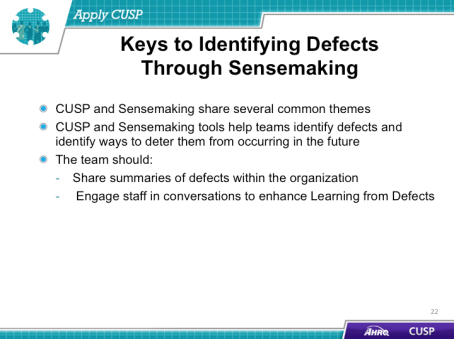 Apply CUSP
Keys to Identifying Defects
Through Sensemaking
CUSP and Sensemaking share several common themes
CUSP and Sensemaking tools help teams identify defects and
identify ways to deter them from occurring in the future
The team should:
- Share summaries of defects within the organization
- Engage staff in conversations to enhance Learning from Defects
22
AHRQ CUSP